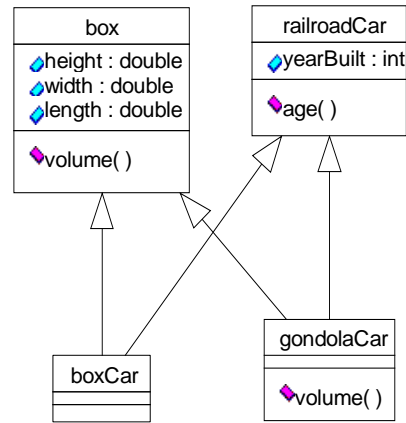 box
height : double
width : double
length : double
volume( )
railroadCar
yearBuilt : int
age( )
boxCar
gondolaCar
volume( )